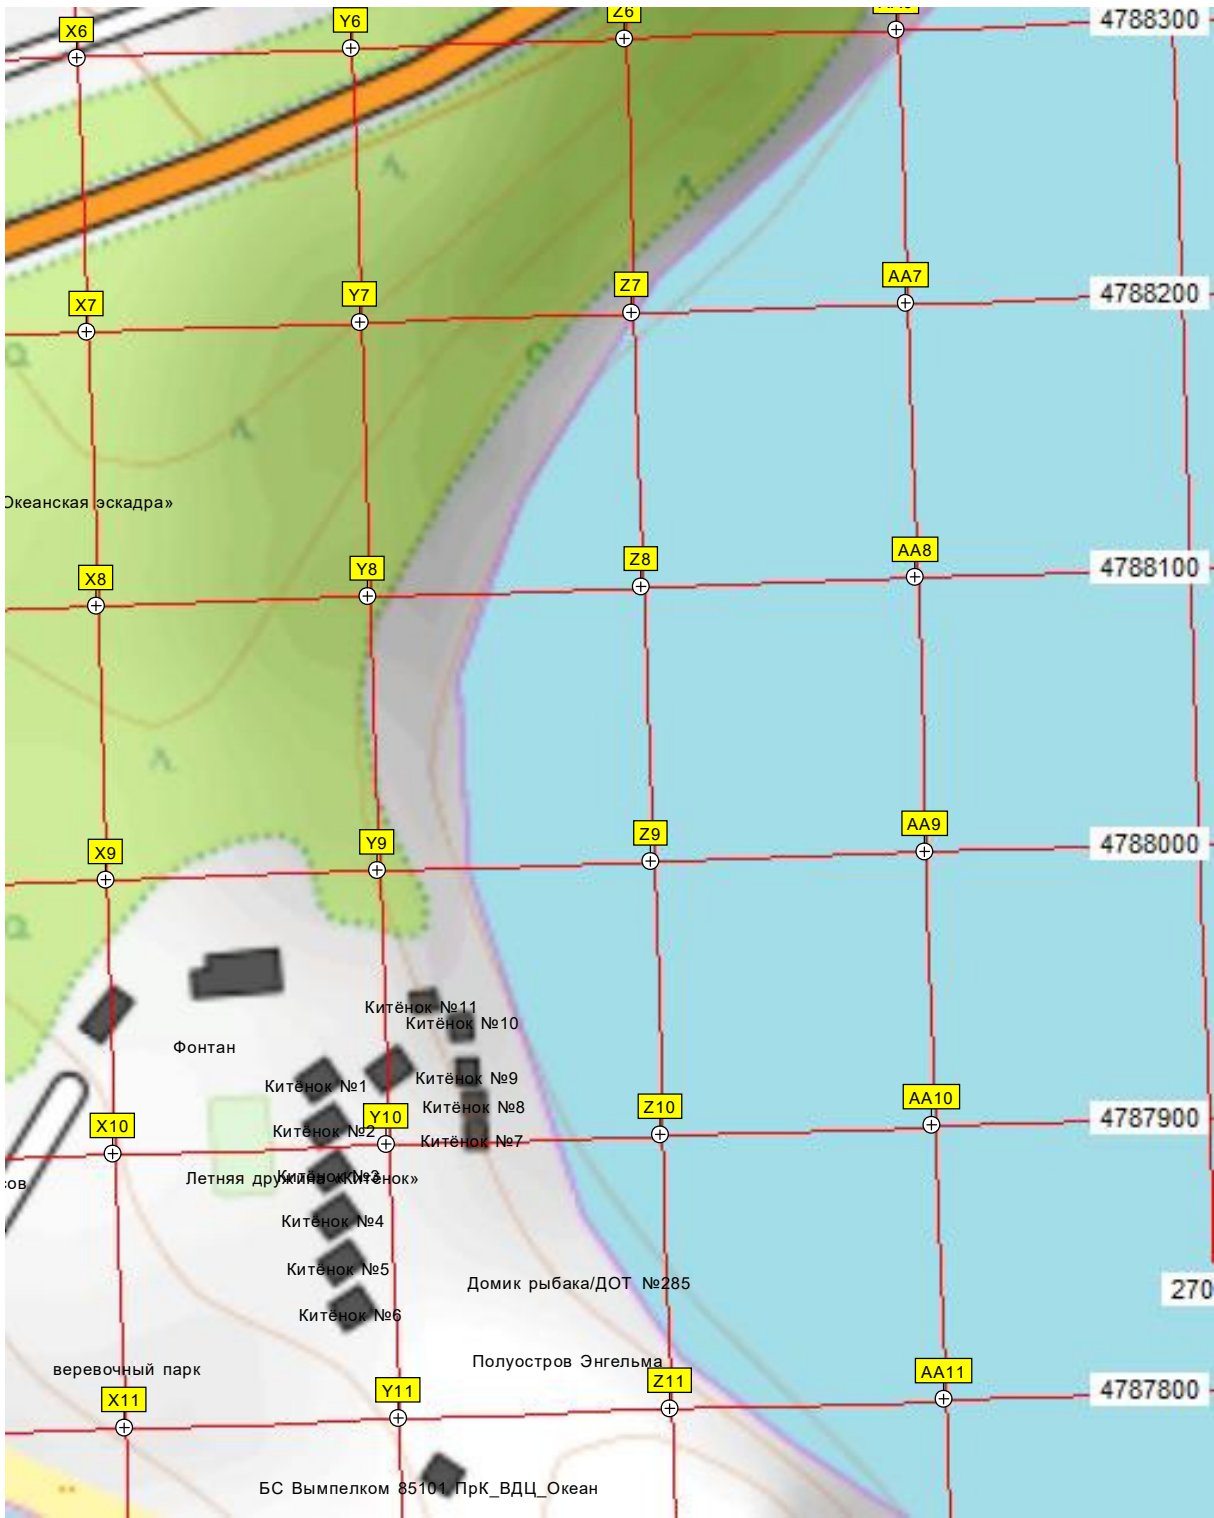 X6
Y6
Z6
4788300
X7
Y7
Z7
AA7
4788200
Океанская эскадра»
X8
Y8
Z8
AA8
4788100
X9
Y9
Z9
AA9
4788000
Китёнок №11
Китёнок №10
Фонтан
Китёнок №1
Китёнок №9
Китёнок №8
X10
Y10
Z10
AA10
4787900
Китёнок №2
Китёнок №7
Летняя дружина «Китёнок»
Китёнок №3
сов
Китёнок №4
Китёнок №5
Домик рыбака/ДОТ №285
270
Китёнок №6
Полуостров Энгельма
веревочный парк
X11
Y11
Z11
AA11
4787800
БС Вымпелком 85101 ПрК_ВДЦ_Океан